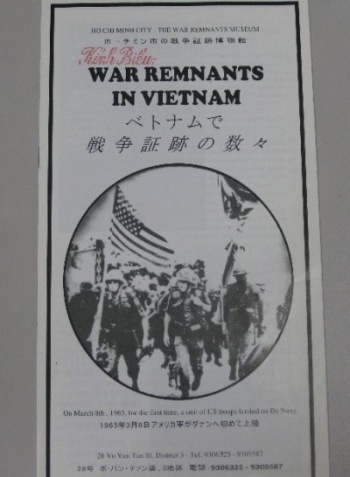 HO CHI MINH CITY THE WAR REMNANTS MUSEUM
ホーチミン市の戦争証跡博物館
Kính Biếu
WAR REMNANTS
IN VIETNAM
ベトナムで
戦争証跡の数々
On March 8th, 1965, for the first time, a unit of US troops landed on Da Nang
1965年3月8日アメリカ軍がダナンへ初めて上陸
28 Vo Van Tan St. District 3 - Tel. 9306325 - 9305587
28号 ボ・バン・タァン通、3地区 電話 9306325 - 9305587